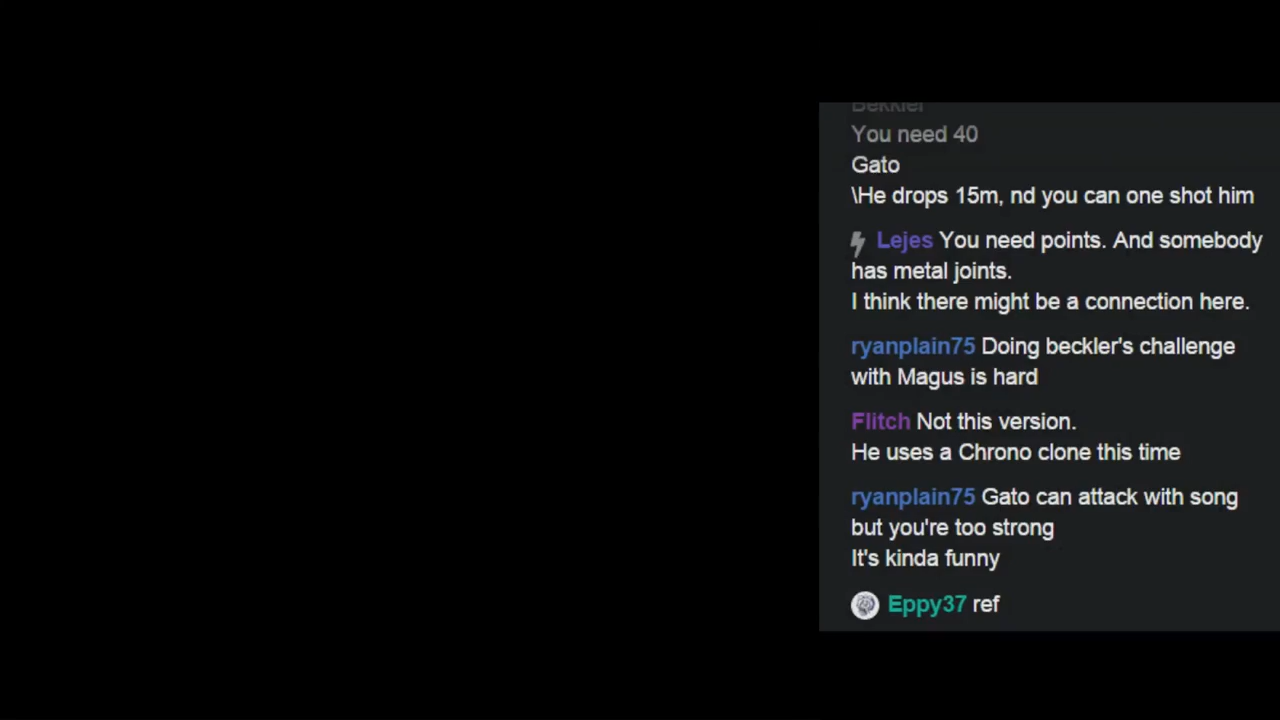 Bekkler
You need 40
Gato
\He drops 15m, nd you can one shot him
Lejes You need points. And somebody
has metal joints.
I think there might be a connection here.
ryanplain75 Doing beckler's challenge
with Magus is hard
Flitch Not this version.
He uses a Chrono clone this time
ryanplain75 Gato can attack with song
but you're too strong
It's kinda funny
Eppy37 ref